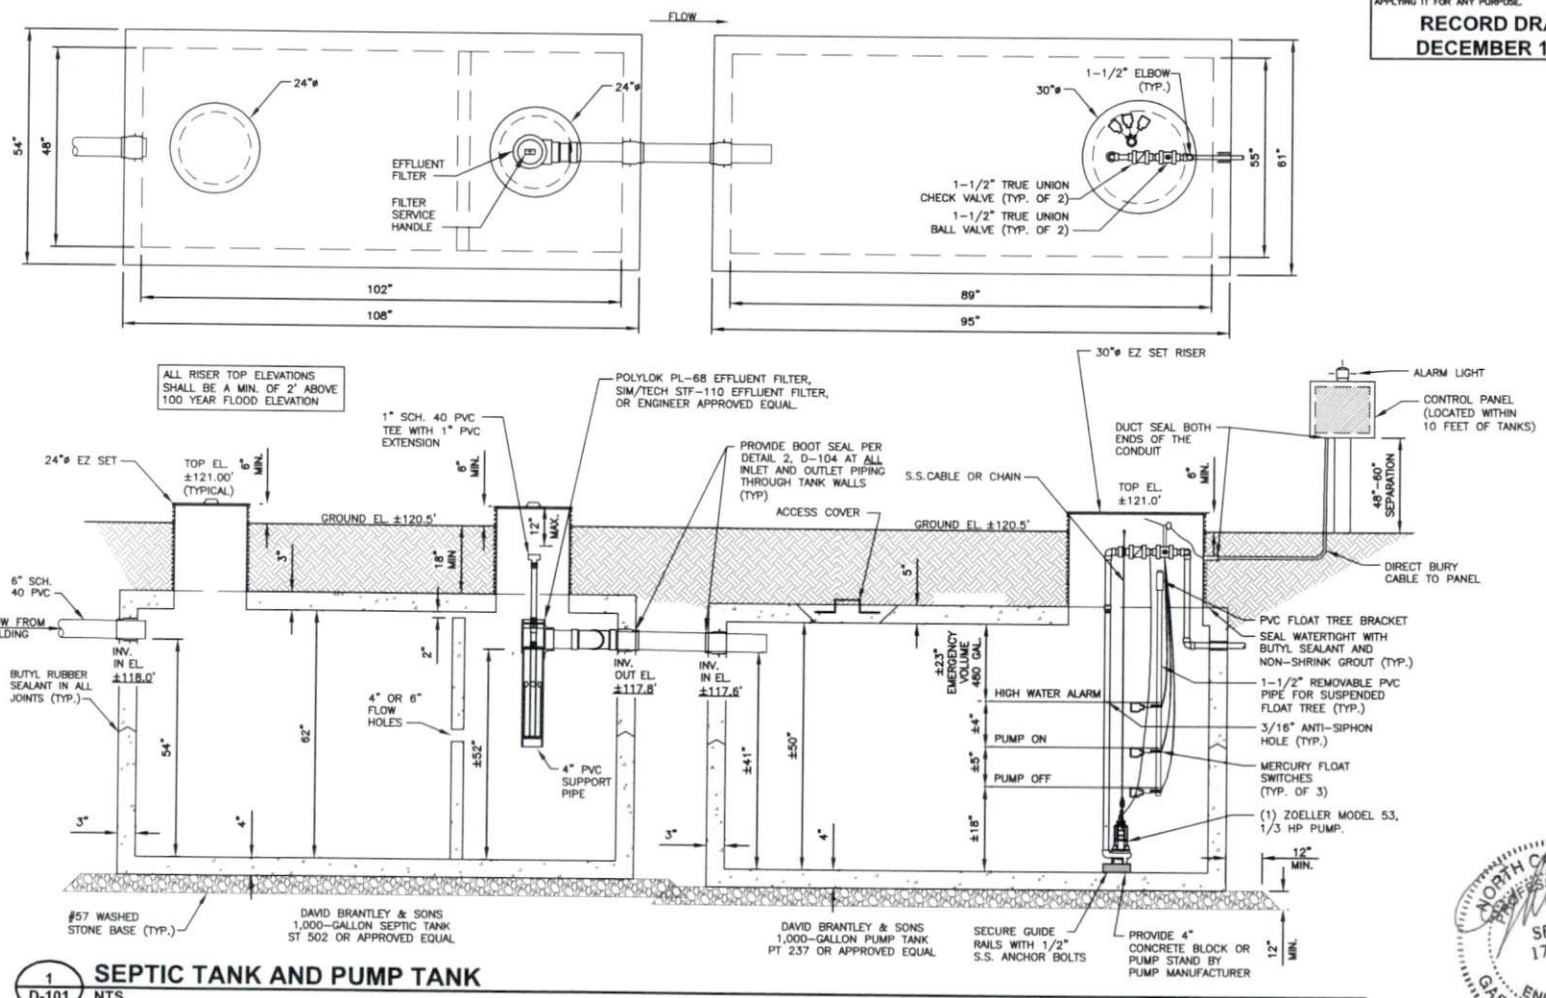 APPLYING IT FOR ANY PURPOSE.
RECORD DRA
DECEMBER 1
FLOW
24"ø
24"ø
30"ø
1-1/2" ELBOW
(TYP.)
54"
48"
EFFLUENT
FILTER
FILTER
SERVICE
HANDLE
1-1/2" TRUE UNION
CHECK VALVE (TYP. OF 2)
1-1/2" TRUE UNION
BALL VALVE (TYP. OF 2)
55"
61"
102"
108"
89"
95"
ALL RISER TOP ELEVATIONS
SHALL BE A MIN. OF 2' ABOVE
100 YEAR FLOOD ELEVATION
POLYLOK PL-68 EFFLUENT FILTER,
SIM/TECH STF-110 EFFLUENT FILTER,
OR ENGINEER APPROVED EQUAL
1" SCH. 40 PVC
TEE WITH 1" PVC
EXTENSION
PROVIDE BOOT SEAL PER
DETAIL 2, D-104 AT ALL
INLET AND OUTLET PIPING
THROUGH TANK WALLS
(TYP)
30"ø EZ SET RISER
ALARM LIGHT
CONTROL PANEL
(LOCATED WITHIN
10 FEET OF TANKS)
DUCT SEAL BOTH
ENDS OF THE
CONDUIT
24"ø EZ SET
TOP EL.
±121.00'
(TYPICAL)
6"
MIN.
6"
MIN.
S.S.CABLE OR CHAIN
TOP EL.
±121.0'
6"
MIN.
48"-60"
SEPARATION
GROUND EL. ±120.5'
12"
MAX.
ACCESS COVER
GROUND EL. ±120.5'
3"
18"
MIN
5"
DIRECT BURY
CABLE TO PANEL
6" SCH.
40 PVC
W FROM
LDING
INV.
IN EL.
±118.0'
2"
INV.
OUT EL.
±117.8'
INV.
IN EL.
±117.6'
±23"
EMERGENCY
VOLUME
480 GAL.
PVC FLOAT TREE BRACKET
SEAL WATERTIGHT WITH
BUTYL SEALANT AND
NON-SHRINK GROUT (TYP.)
BUTYL RUBBER
SEALANT IN ALL
JOINTS (TYP.)
4" OR 6"
FLOW
HOLES
HIGH WATER ALARM
1-1/2" REMOVABLE PVC
PIPE FOR SUSPENDED
FLOAT TREE (TYP.)
3/16" ANTI-SIPHON
HOLE (TYP.)
54"
62"
±52"
±41"
±50"
±4"
PUMP ON
±5"
PUMP OFF
MERCURY FLOAT
SWITCHES
(TYP. OF 3)
4" PVC
SUPPORT
PIPE
(1) ZOELLER MODEL 53,
1/3 HP PUMP.
3"
4"
3"
4"
±18"
12"
MIN.
#57 WASHED
STONE BASE (TYP.)
DAVID BRANTLEY & SONS
1,000-GALLON SEPTIC TANK
ST 502 OR APPROVED EQUAL
DAVID BRANTLEY & SONS
1,000-GALLON PUMP TANK
PT 237 OR APPROVED EQUAL
SECURE GUIDE
RAILS WITH 1/2"
S.S. ANCHOR BOLTS
PROVIDE 4"
CONCRETE BLOCK OR
PUMP STAND BY
PUMP MANUFACTURER
12"
MIN.
NORTH CA
SE
17
ENG
1
D-101
SEPTIC TANK AND PUMP TANK
NTS